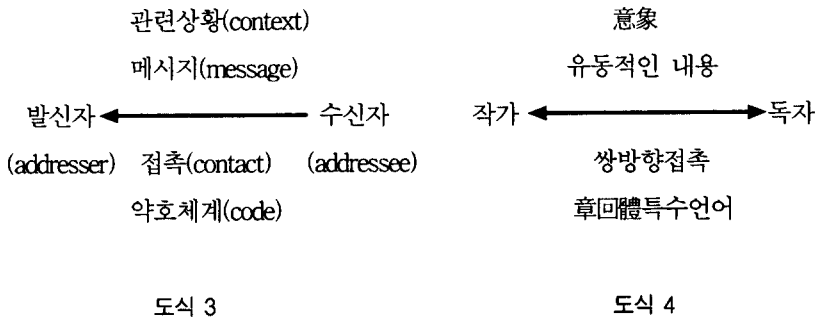 관련상황(context)
메시지(message)
발신자 수신자
(addresser) 접촉(contact) (addressee)
약호체계(code)
도식 3
意象
유동적인 내용
작가 독자
쌍방향접촉
章回體특수언어
도식 4